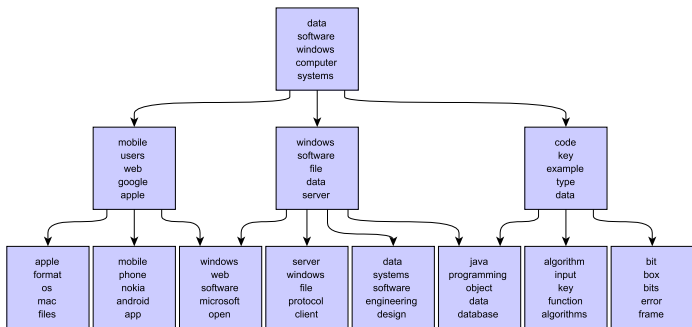 data
software
windows
computer
systems
mobile
users
web
google
apple
windows
software
file
data
server
code
key
example
type
data
apple
format
os
mac
files
mobile
phone
nokia
android
app
windows
web
software
microsoft
open
server
windows
file
protocol
client
data
systems
software
engineering
design
java
programming
object
data
database
algorithm
input
key
function
algorithms
bit
box
bits
error
frame